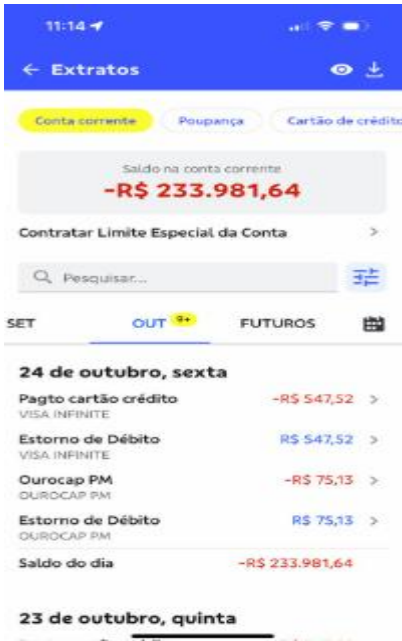 11:14
Extratos
Conta corrente Poupança Cartão de crédito
Saldo na conta corrente
-R$ 233.981,64
Contratar Limite Especial da Conta
Pesquisar...
SET OUT 9+ FUTUROS
24 de outubro, sexta
Pagto cartão crédito -R$ 547,52
VISA INFINITE
Estorno de Débito R$ 547,52
VISA INFINITE
Ourocap PM -R$ 75,13
OUROCAP PM
Estorno de Débito R$ 75,13
OUROCAP PM
Saldo do dia -R$ 233.981,64
23 de outubro, quinta